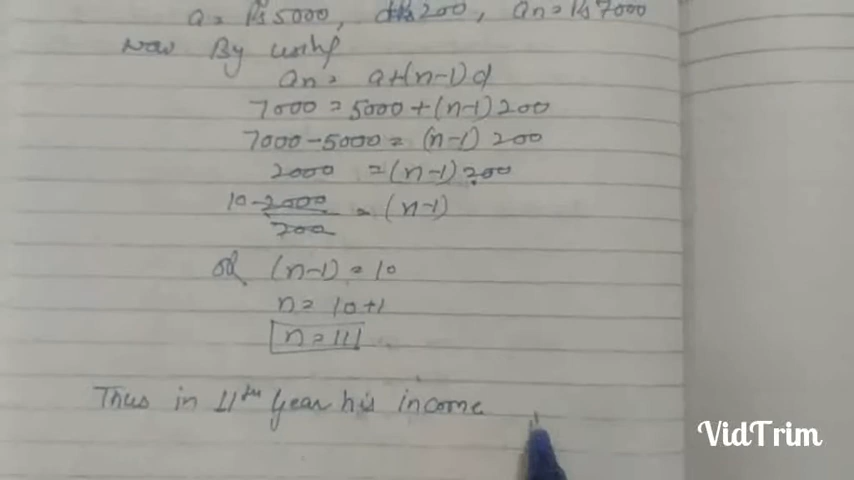 a = Rs 5000, d = Rs 200, an = Rs 7000
Now By using
an = a+(n-1) d
7000 = 5000 + (n-1) 200
7000 - 5000 = (n-1) 200
2000 = (n-1) 200
10 2000/200 = (n-1)
or (n-1) = 10
n = 10+1
n = 11
Thus in 11th year his income
VidTrim